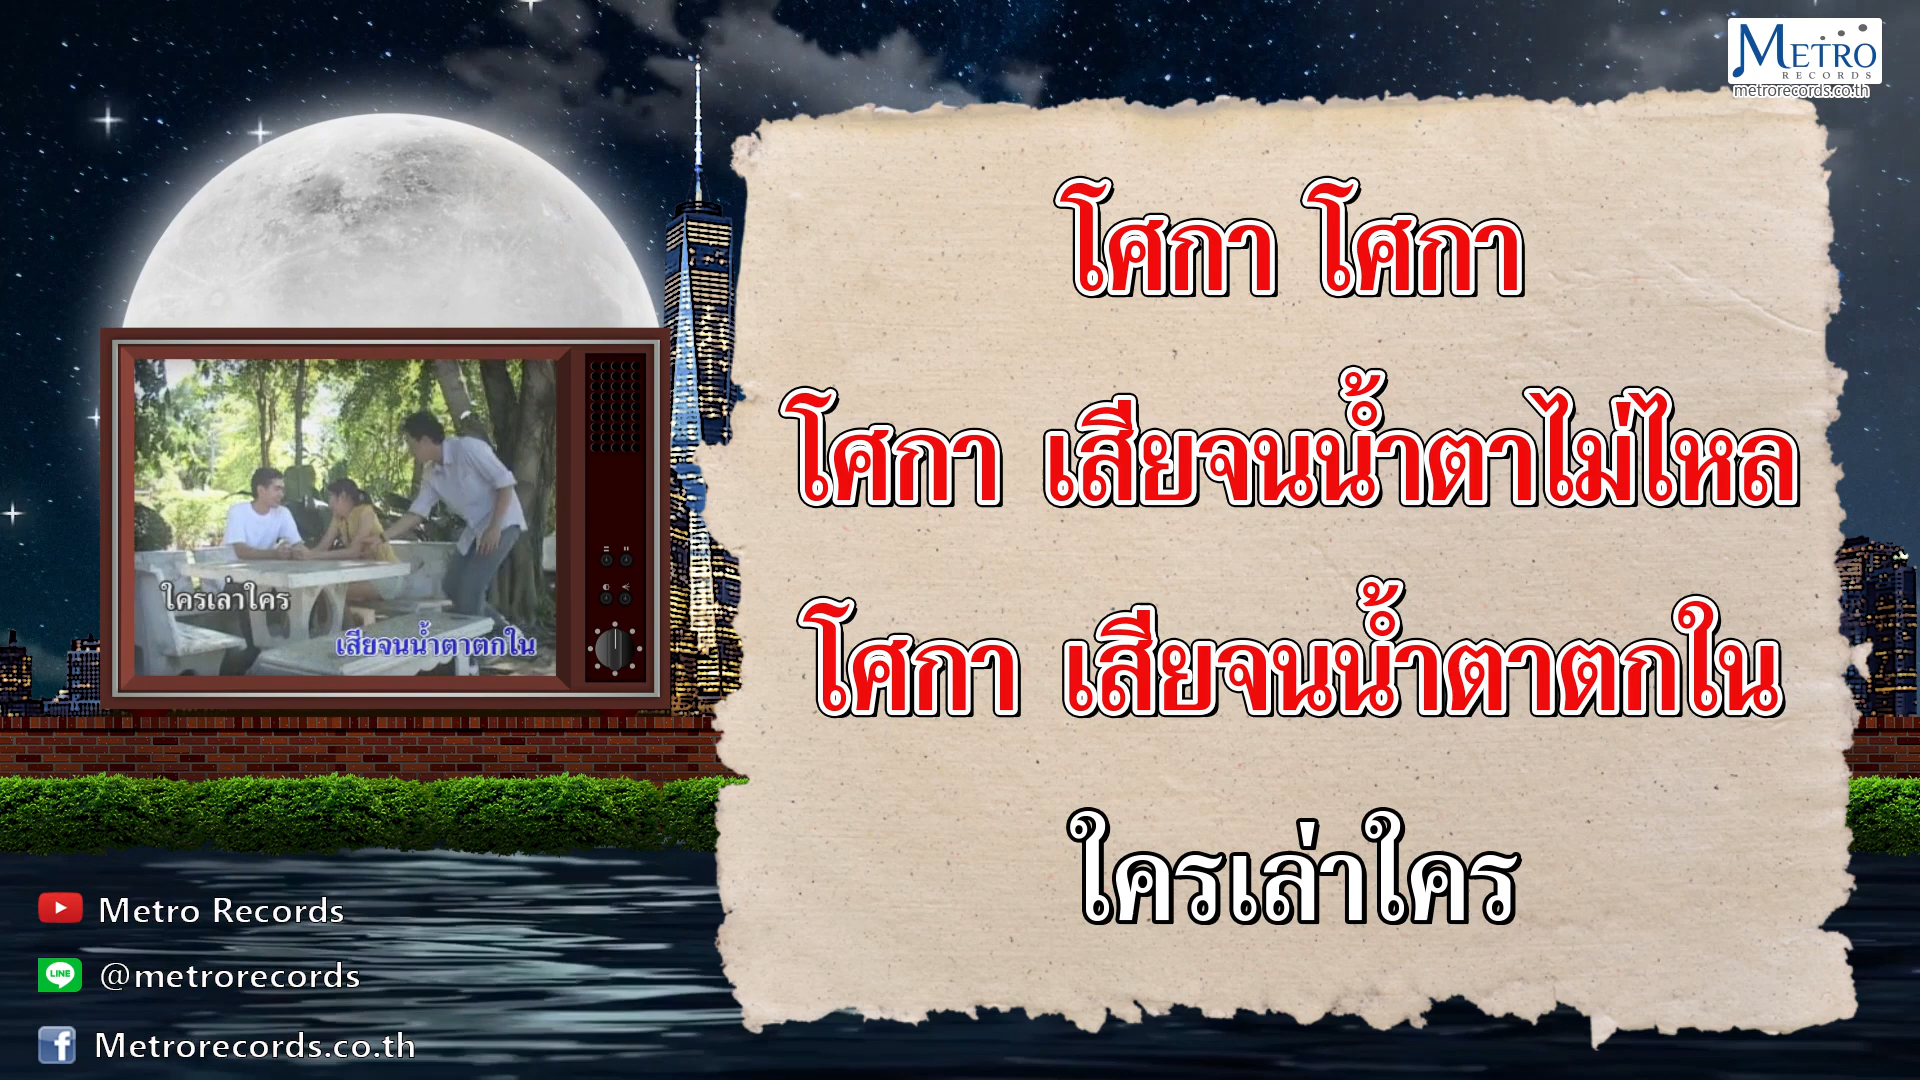 METRO
RECORDS
metrorecords.co.th
โศกา โศกา
โศกา เสียจนน้ำตาไม่ไหล
โศกา เสียจนน้ำตาตกใน
ใครเล่าใคร
ใครเล่าใคร
เสียจนน้ำตาตกใน
Metro Records
LINE @metrorecords
f Metrorecords.co.th